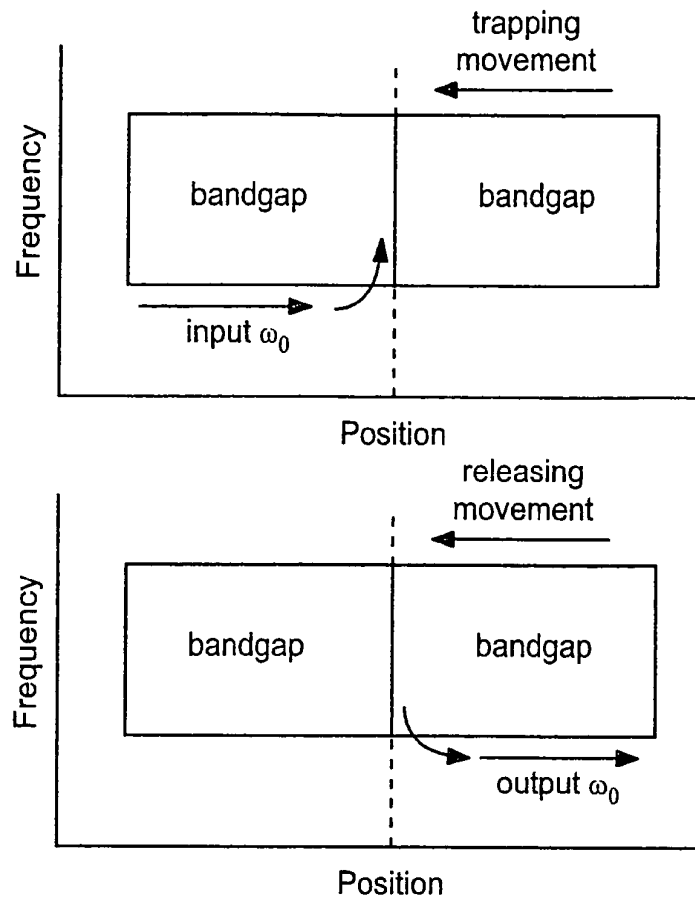 trapping
movement
Frequency
bandgap
bandgap
input ω₀
Position
releasing
movement
Frequency
bandgap
bandgap
output ω₀
Position